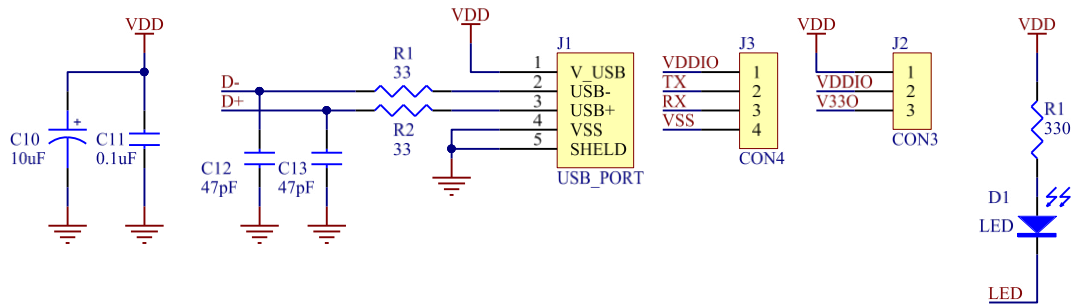 VDD
C10
10uF
+
C11
0.1uF
D-
D+
R1
33
R2
33
C12
47pF
C13
47pF
VDD
J1
1 V_USB
2 USB-
3 USB+
4 VSS
5 SHELD
USB_PORT
J3
VDDIO 1
TX 2
RX 3
VSS 4
CON4
VDD
J2
1
VDDIO 2
V33O 3
CON3
VDD
R1
330
D1
LED
LED